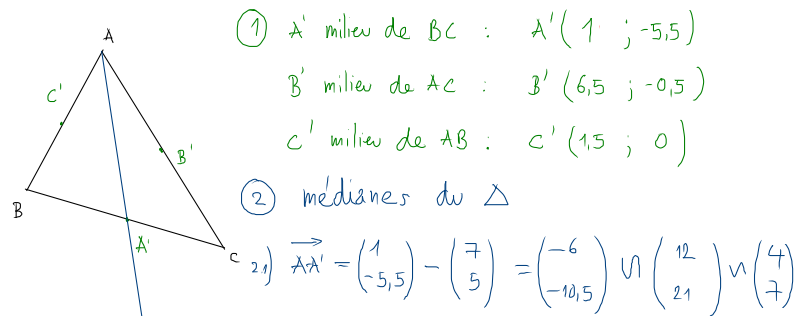 ① A' milieu de BC : A'( 1 ; -5,5)
B' milieu de AC : B' (6,5 ; -0,5)
C' milieu de AB : C' (1,5 ; 0)
② médianes du Δ
2.1) AA'→ = (1 -5,5) - (7 5) = (-6 -10,5) ∽ (12 21) ∽ (4 7)
A
C'
B'
B
A'
C